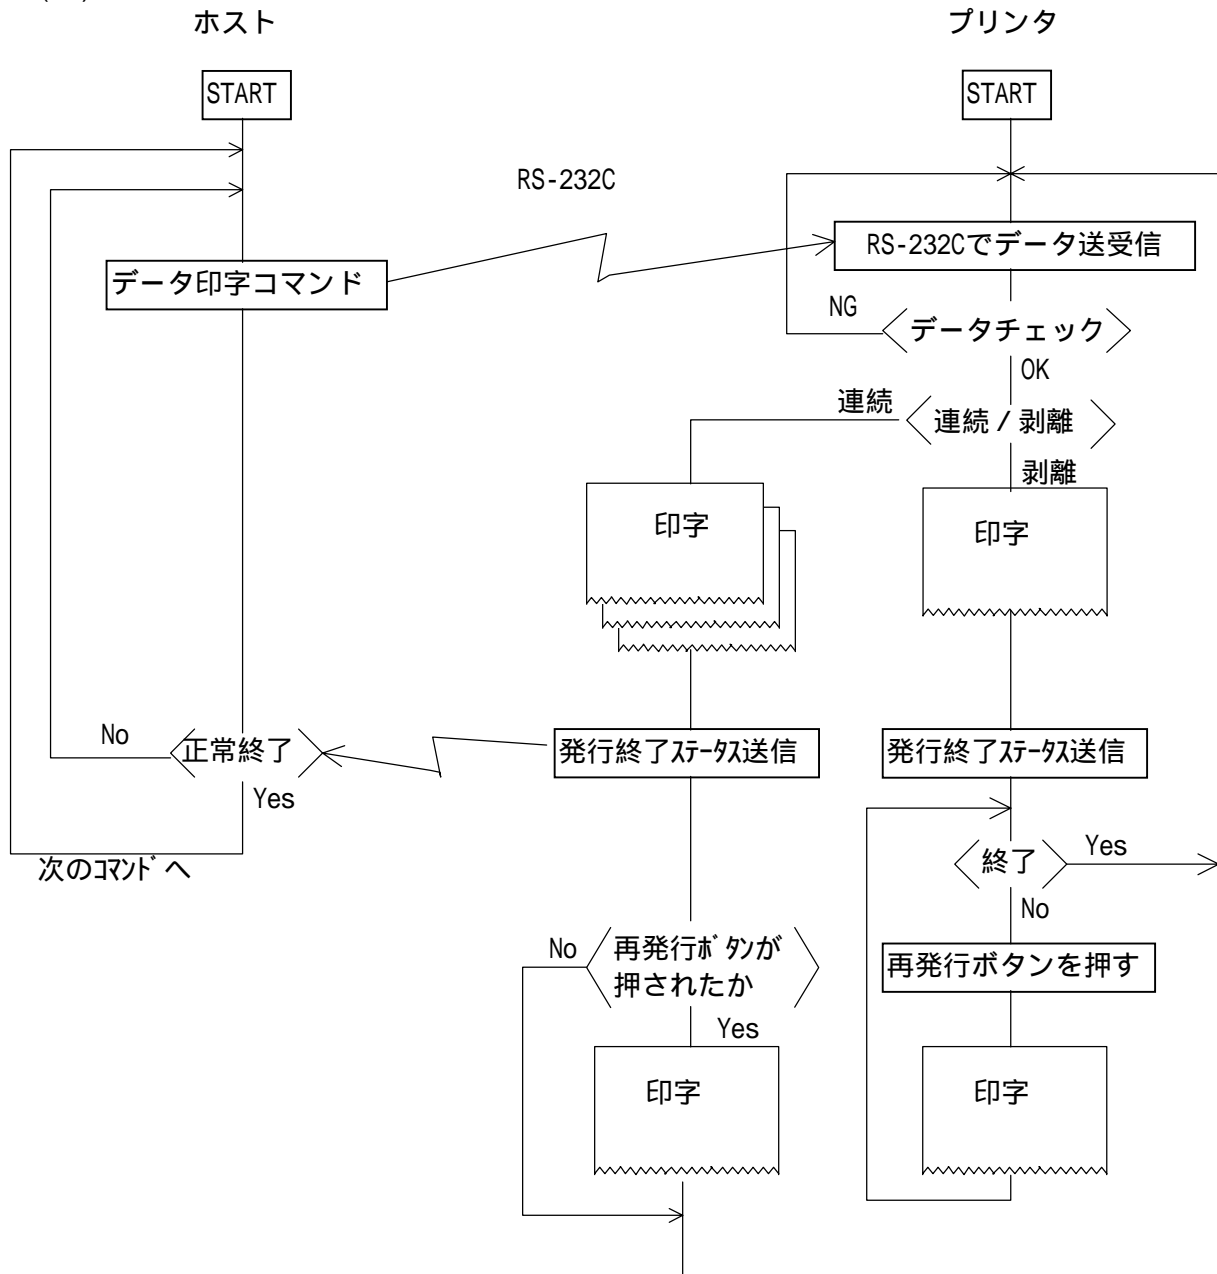 ホスト
プリンタ
START
START
RS-232C
RS-232Cでデータ送受信
データ印字コマンド
NG
データチェック
OK
連続
連続 / 剥離
剥離
印字
印字
No
正常終了
Yes
次のｺﾏﾝﾄﾞへ
発行終了ｽﾃｰﾀｽ送信
発行終了ｽﾃｰﾀｽ送信
終了
Yes
No
No
再発行ﾎﾞﾀﾝが
押されたか
Yes
再発行ボタンを押す
印字
印字